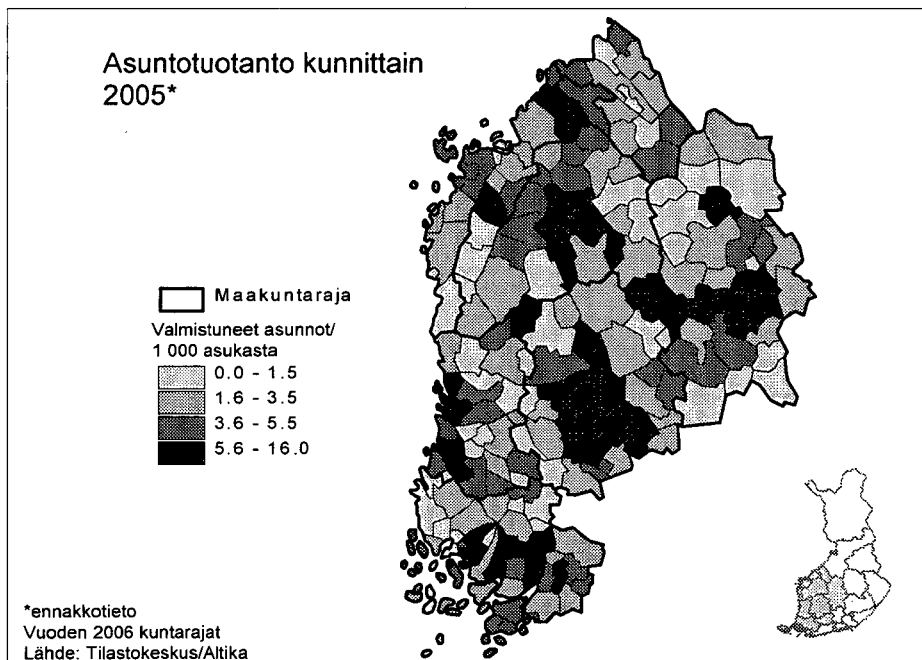 Asuntotuotanto kunnittain
2005*
Maakuntaraja
Valmistuneet asunnot/
1 000 asukasta
0.0 - 1.5
1.6 - 3.5
3.6 - 5.5
5.6 - 16.0
*ennakkotieto
Vuoden 2006 kuntarajat
Lähde: Tilastokeskus/Altika